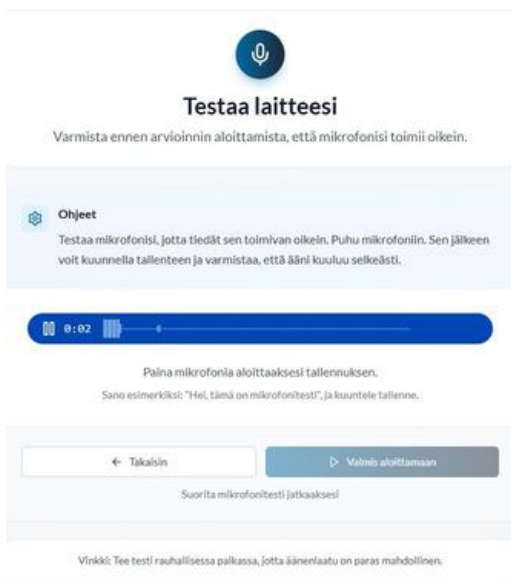 Testaa laitteesi
Varmista ennen arvioinnin aloittamista, että mikrofonisi toimii oikein.
Ohjeet
Testaa mikrofonisi, jotta tiedät sen toimivan oikein. Puhu mikrofoniin. Sen jälkeen
voit kuunnella tallenteen ja varmistaa, että ääni kuuluu selkeästi.
0:02
Paina mikrofonia aloittaaksesi tallennuksen.
Sano esimerkiksi: "Hei, tämä on mikrofonitesti", ja kuuntele tallenne.
← Takaisin
Valmis aloittamaan
Suorita mikrofonitesti jatkaaksesi
Vinkki: Tee testi rauhallisessa paikassa, jotta äänenlaatu on paras mahdollinen.